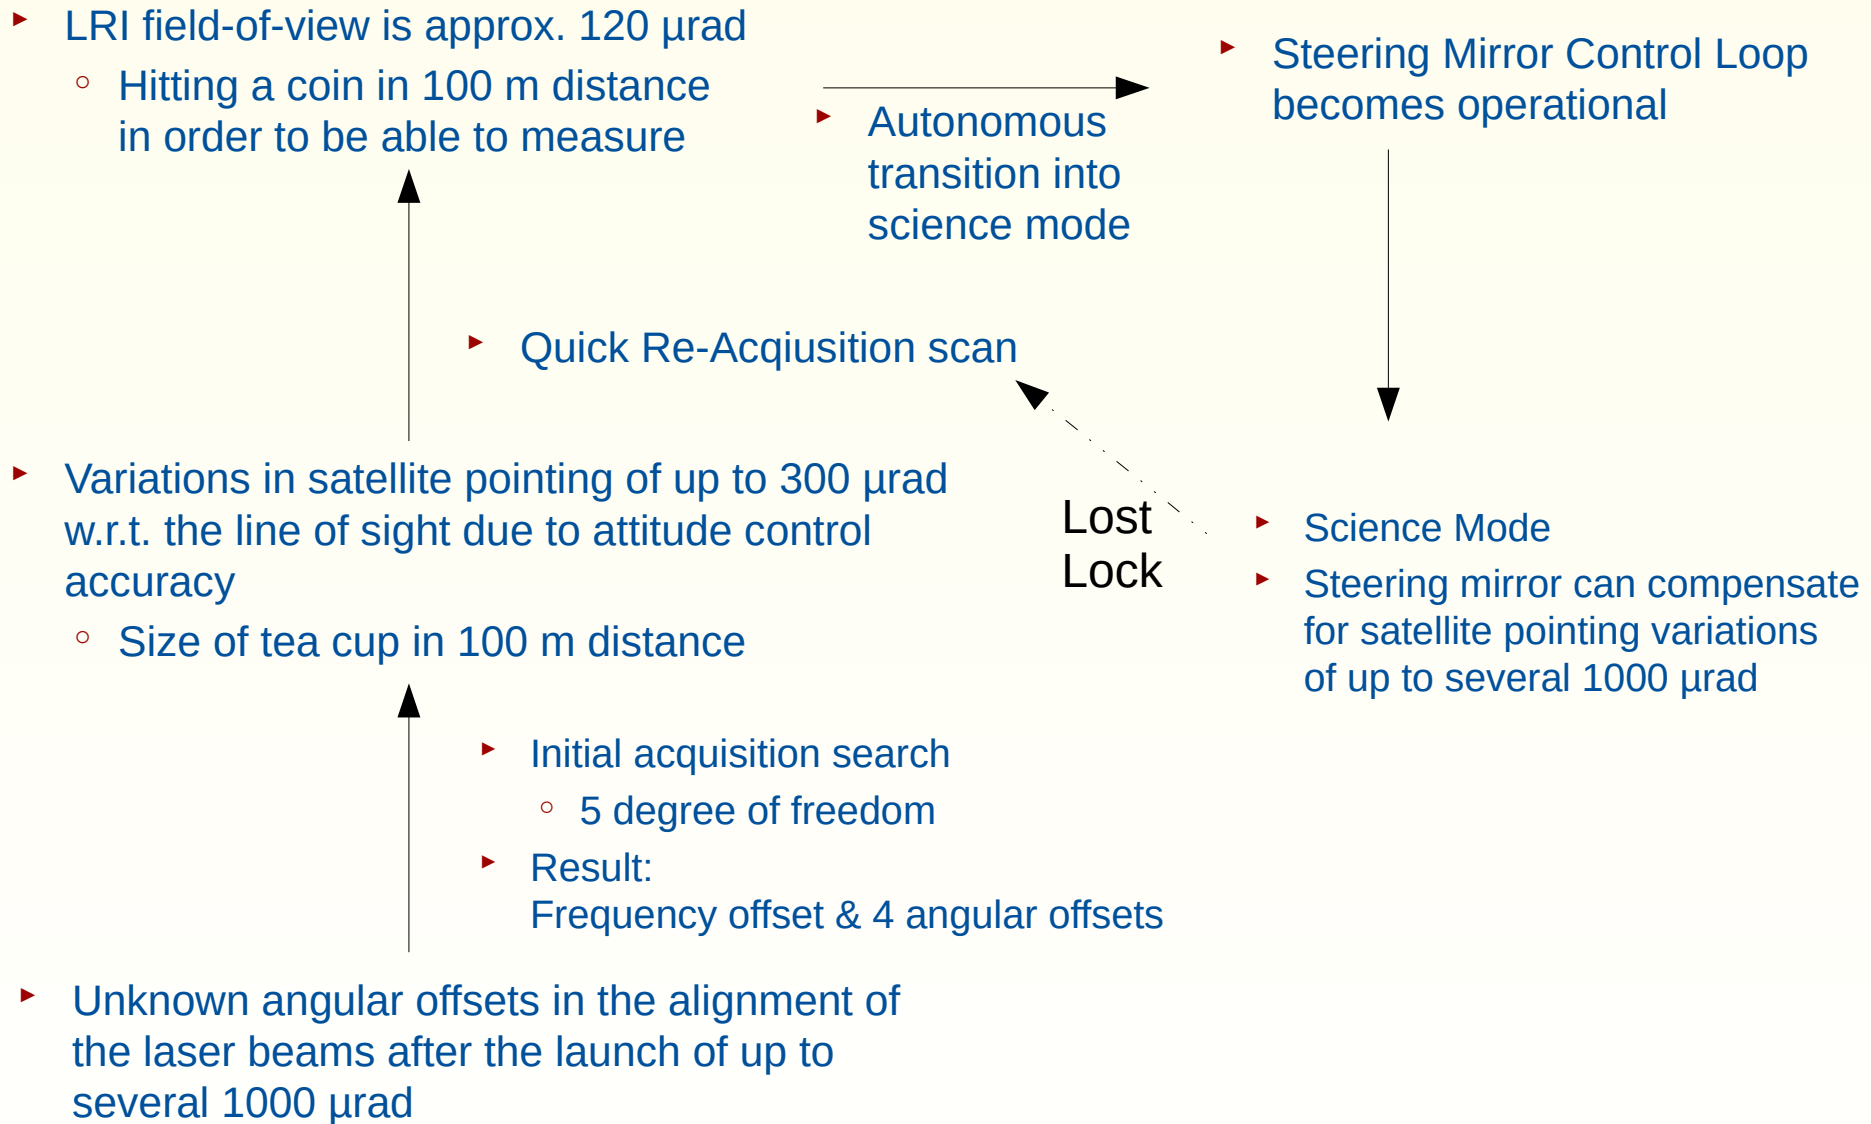 LRI field-of-view is approx. 120 µrad
Hitting a coin in 100 m distance
in order to be able to measure
Autonomous
transition into
science mode
Steering Mirror Control Loop
becomes operational
Quick Re-Acqiusition scan
Variations in satellite pointing of up to 300 µrad
w.r.t. the line of sight due to attitude control
accuracy
Size of tea cup in 100 m distance
Lost
Lock
Science Mode
Steering mirror can compensate
for satellite pointing variations
of up to several 1000 µrad
Initial acquisition search
5 degree of freedom
Result:
Frequency offset & 4 angular offsets
Unknown angular offsets in the alignment of
the laser beams after the launch of up to
several 1000 µrad